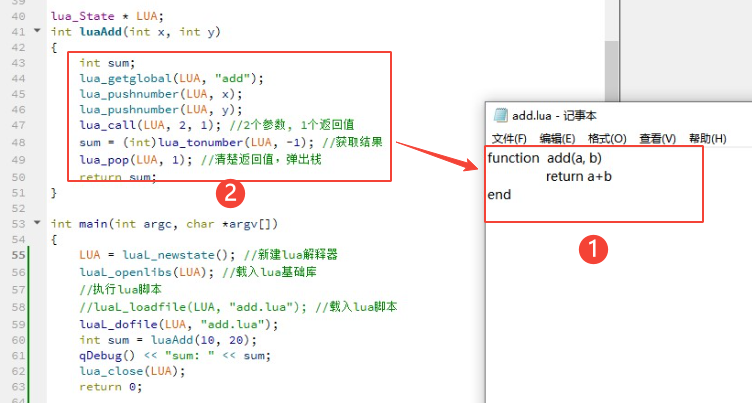 40 lua_State * LUA;
41 int luaAdd(int x, int y)
42 {
43 int sum;
44 lua_getglobal(LUA, "add");
45 lua_pushnumber(LUA, x);
46 lua_pushnumber(LUA, y);
47 lua_call(LUA, 2, 1); //2个参数, 1个返回值
48 sum = (int)lua_tonumber(LUA, -1); //获取结果
49 lua_pop(LUA, 1); //清楚返回值，弹出栈
50 return sum;
51 }
52
53 int main(int argc, char *argv[])
54 {
55 LUA = luaL_newstate(); //新建lua解释器
56 luaL_openlibs(LUA); //载入lua基础库
57 //执行lua脚本
58 //luaL_loadfile(LUA, "add.lua"); //载入lua脚本
59 luaL_dofile(LUA, "add.lua");
60 int sum = luaAdd(10, 20);
61 qDebug() << "sum: " << sum;
62 lua_close(LUA);
63 return 0;
2
add.lua - 记事本
文件(F) 编辑(E) 格式(O) 查看(V) 帮助(H)
function add(a, b)
return a+b
end
1